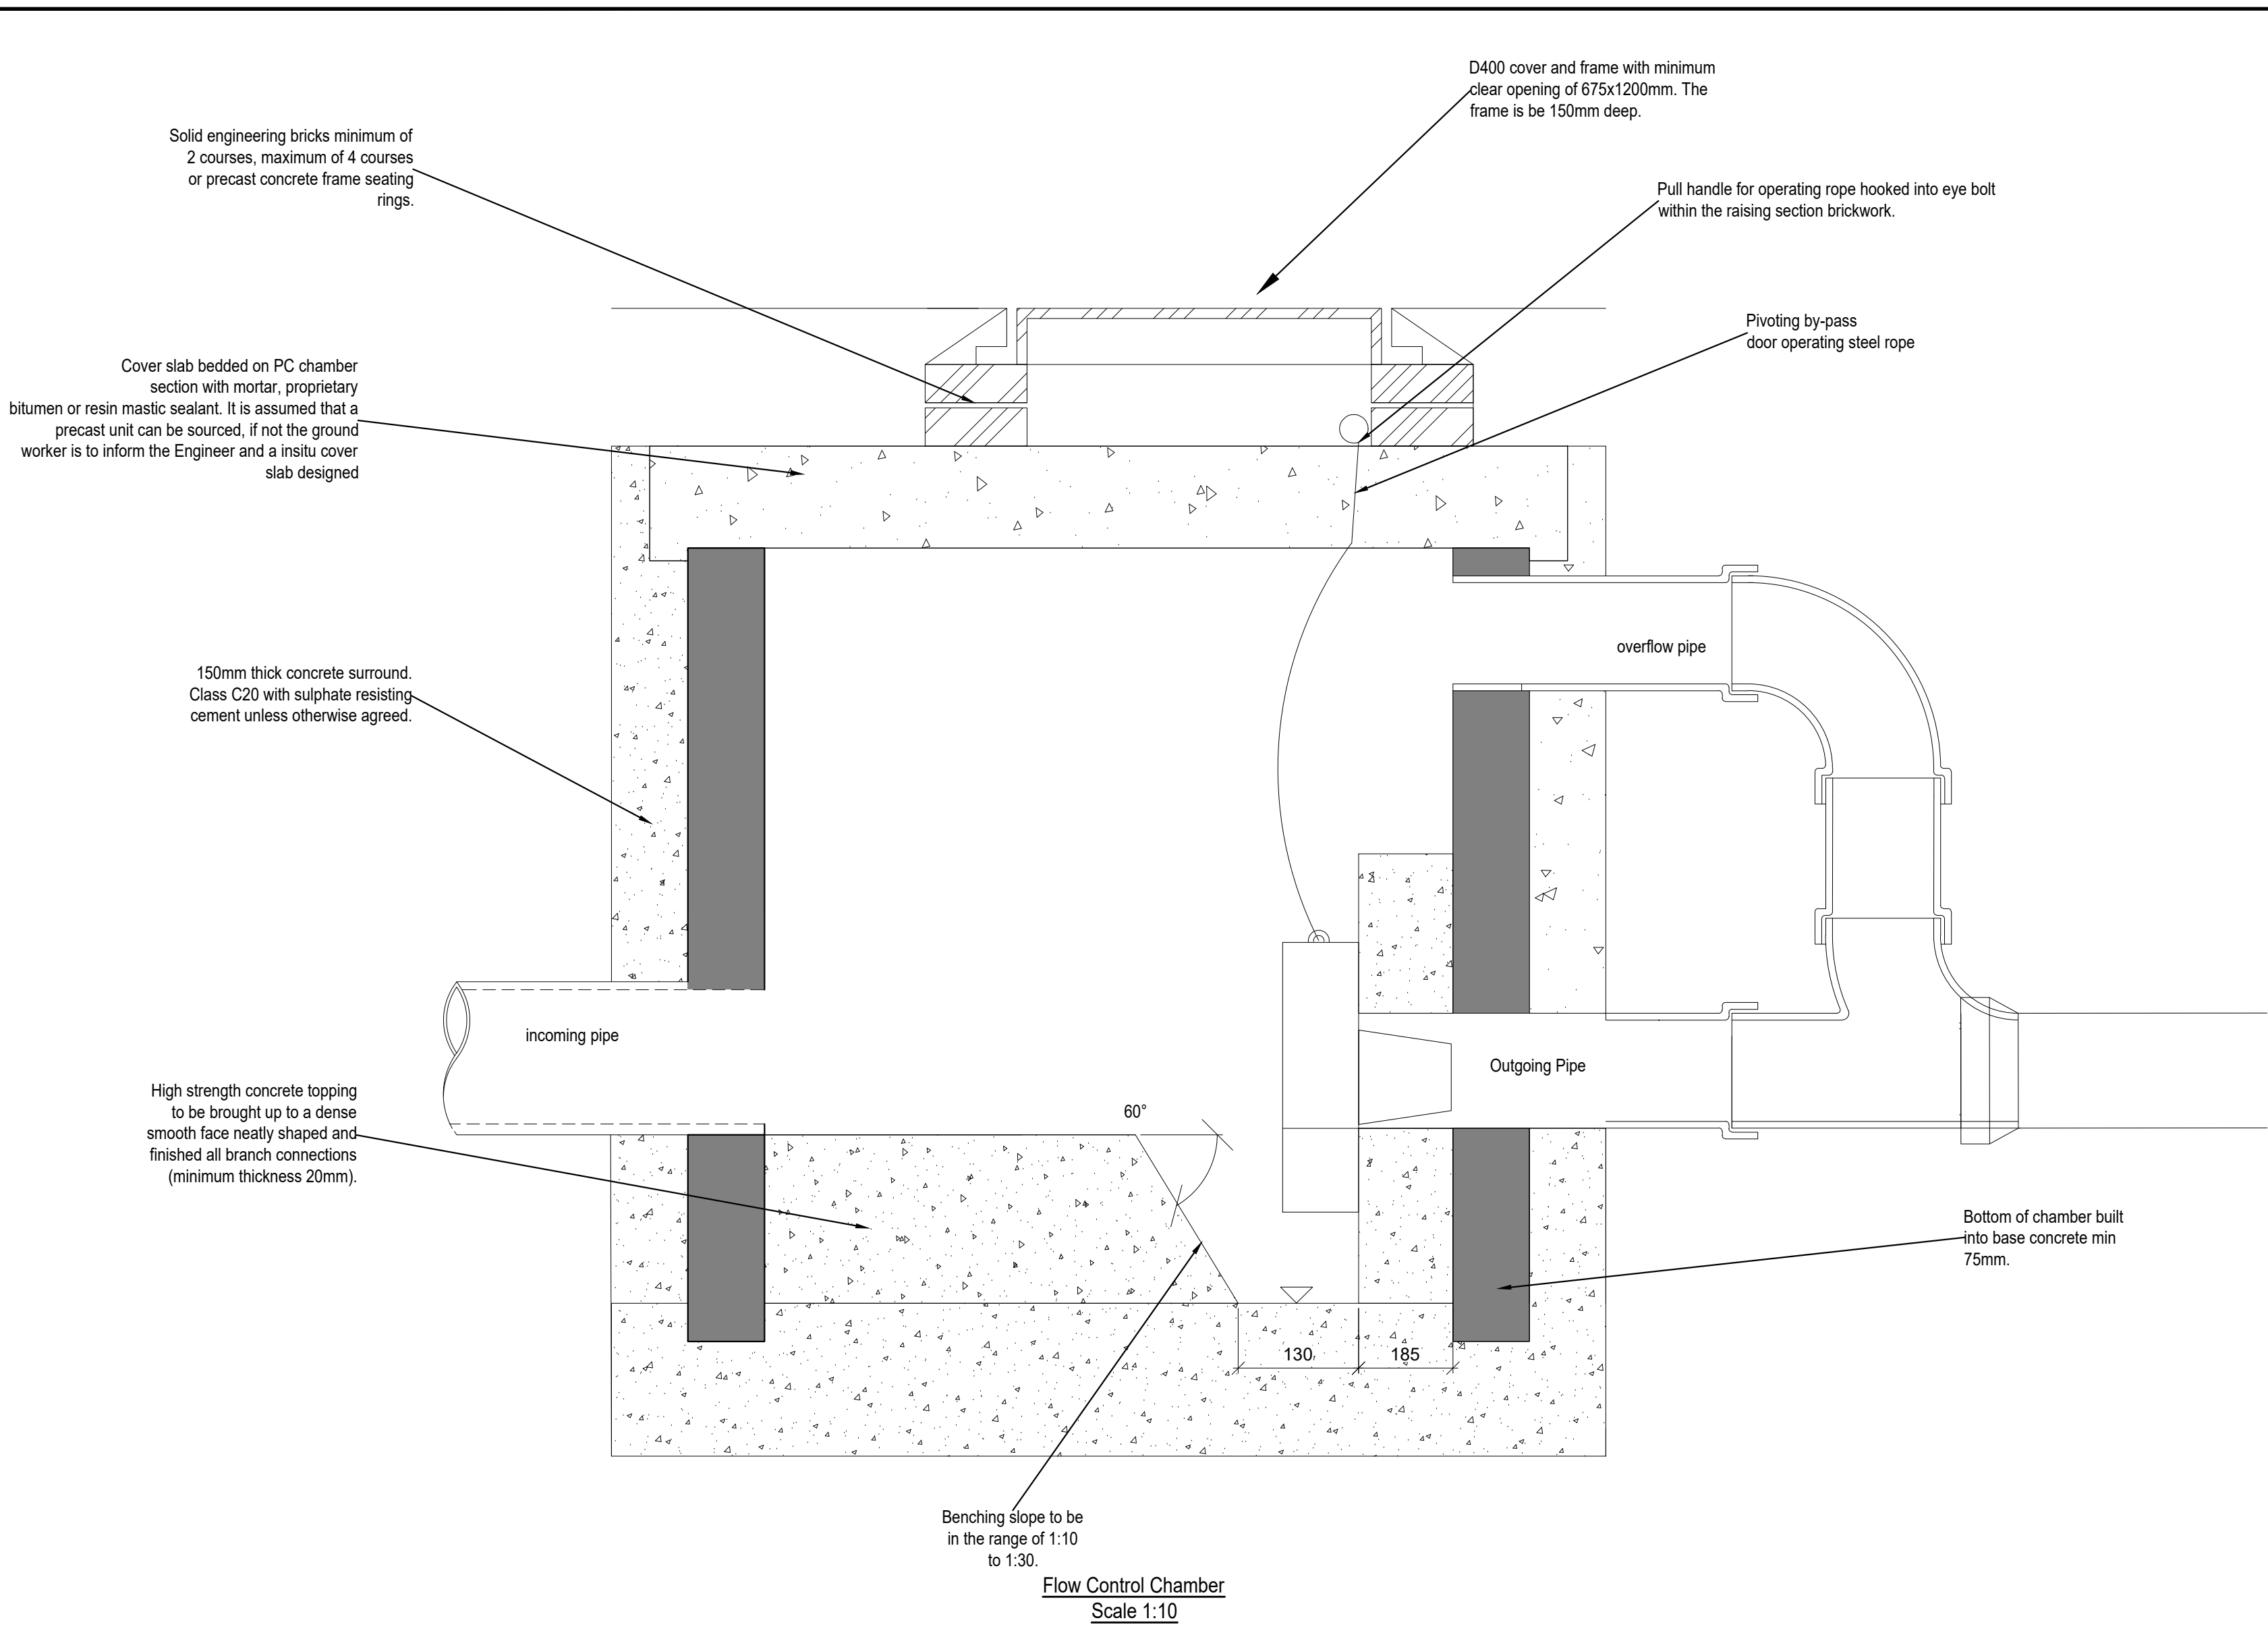 D400 cover and frame with minimum
clear opening of 675x1200mm. The
frame is be 150mm deep.
Solid engineering bricks minimum of
2 courses, maximum of 4 courses
or precast concrete frame seating
rings.
Pull handle for operating rope hooked into eye bolt
within the raising section brickwork.
Pivoting by-pass
door operating steel rope
Cover slab bedded on PC chamber
section with mortar, proprietary
bitumen or resin mastic sealant. It is assumed that a
precast unit can be sourced, if not the ground
worker is to inform the Engineer and a insitu cover
slab designed
overflow pipe
150mm thick concrete surround.
Class C20 with sulphate resisting
cement unless otherwise agreed.
incoming pipe
Outgoing Pipe
High strength concrete topping
to be brought up to a dense
smooth face neatly shaped and
finished all branch connections
(minimum thickness 20mm).
60°
Bottom of chamber built
into base concrete min
75mm.
130
185
Benching slope to be
in the range of 1:10
to 1:30.
Flow Control Chamber
Scale 1:10